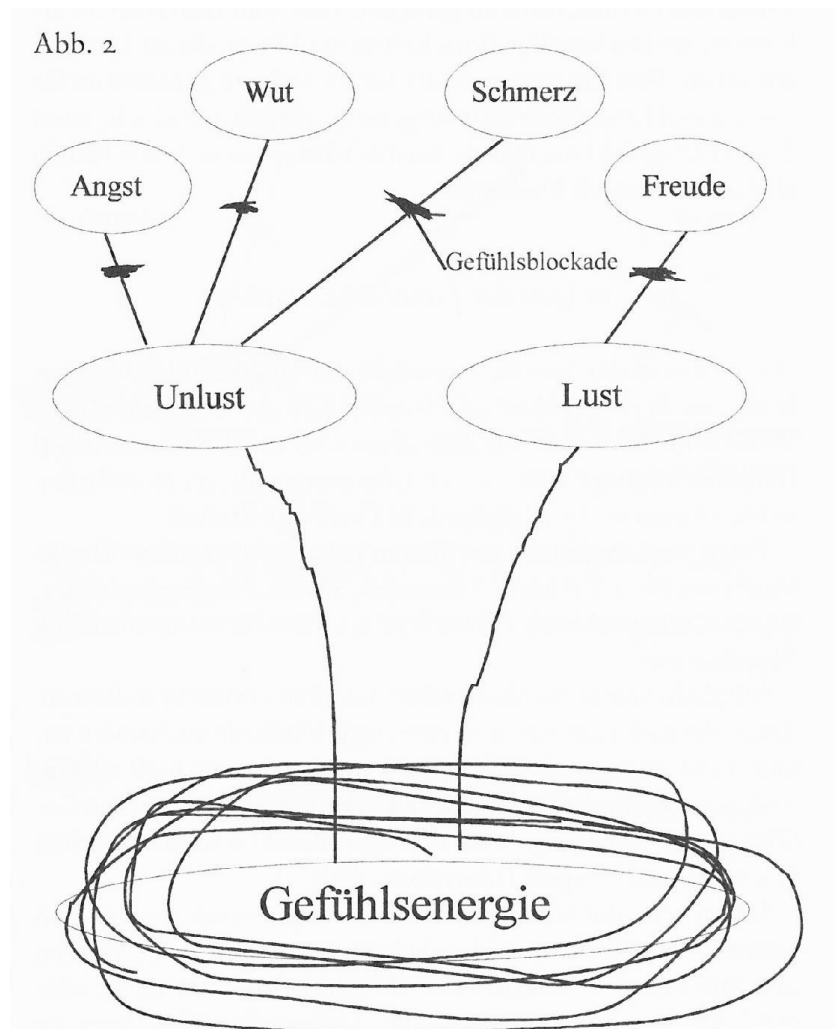 Abb. 2
Wut
Schmerz
Angst
Freude
Gefühlsblockade
Unlust
Lust
Gefühlsenergie